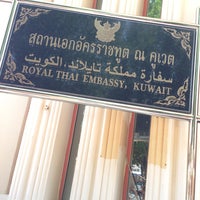 สถานเอกอัครราชทูต ณ คูเวต
سفارة مملكة تايلاند، الكويت
ROYAL THAI EMBASSY, KUWAIT